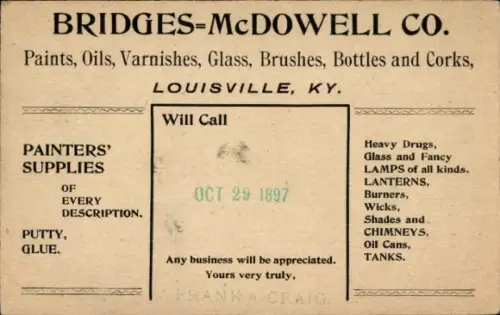 BRIDGES=McDOWELL CO.
Paints, Oils, Varnishes, Glass, Brushes, Bottles and Corks,
LOUISVILLE, KY.
PAINTERS'
SUPPLIES
OF
EVERY
DESCRIPTION.
PUTTY,
GLUE.
Will Call
OCT 29 1897
Any business will be appreciated.
Yours very truly,
FRANK A. CRAIG.
Heavy Drugs,
Glass and Fancy
LAMPS of all kinds.
LANTERNS,
Burners,
Wicks,
Shades and
CHIMNEYS,
Oil Cans,
TANKS.